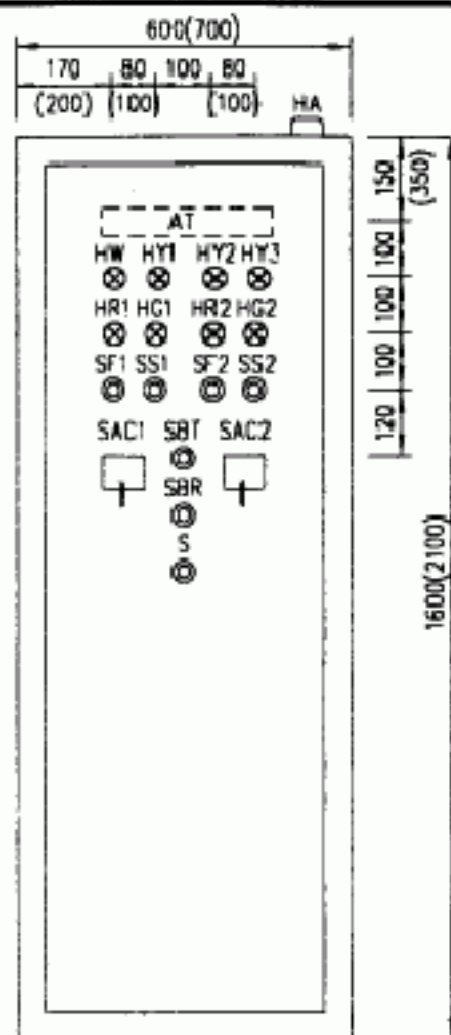 600(700)
170 80 100 80
(200) (100) (100) HA
150
(350)
100
100
100
120
1600(2100)
AT
HW HY1 HY2 HY3
HR1 HG1 HR2 HG2
SF1 SS1 SF2 SS2
SAC1 SBT SAC2
SBR
S